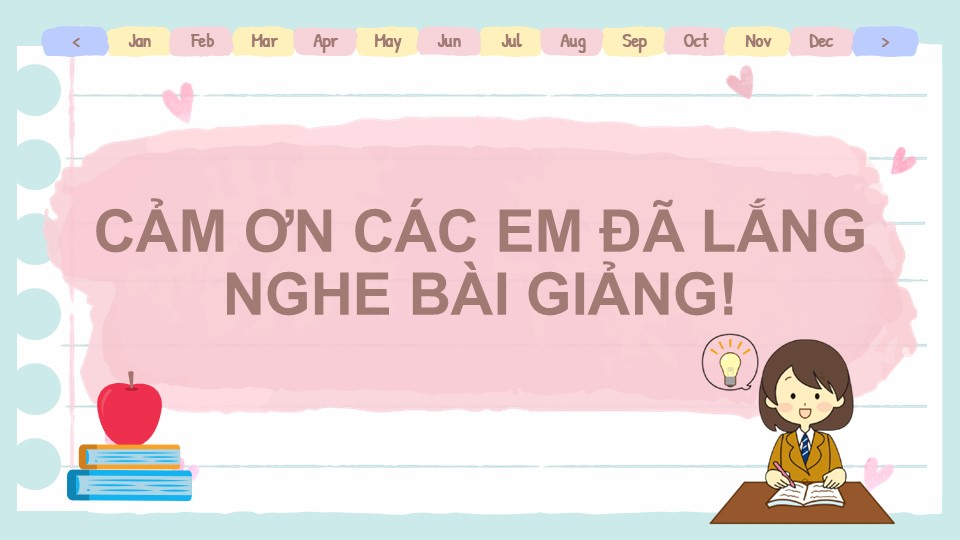 < Jan Feb Mar Apr May Jun Jul Aug Sep Oct Nov Dec >
CẢM ƠN CÁC EM ĐÃ LẮNG
NGHE BÀI GIẢNG!